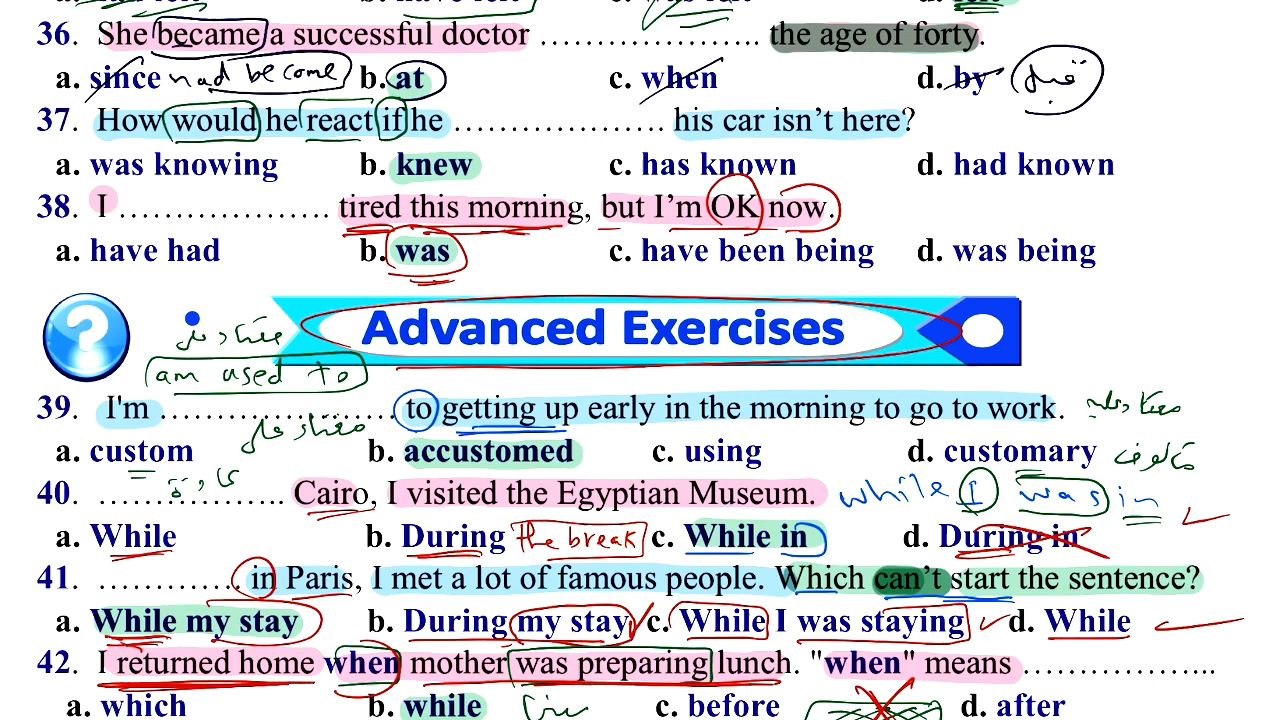 36. She became a successful doctor ………………….. the age of forty.
a. since had become b. at c. when d. by قبل
37. How would he react if he ………………… his car isn't here?
a. was knowing b. knew c. has known d. had known
38. I ………………… tired this morning, but I'm OK now.
a. have had b. was c. have been being d. was being
Advanced Exercises
معتاد على
am used to
39. I'm …………………… to getting up early in the morning to go to work.
معتاد على
a. custom b. accustomed c. using d. customary مألوف
عادة
40. ………………. Cairo, I visited the Egyptian Museum. while I was in
a. While b. During the break c. While in d. During in
41. …………. in Paris, I met a lot of famous people. Which can't start the sentence?
a. While my stay b. During my stay c. While I was staying d. While
42. I returned home when mother was preparing lunch. "when" means ………………...
a. which b. while c. before d. after